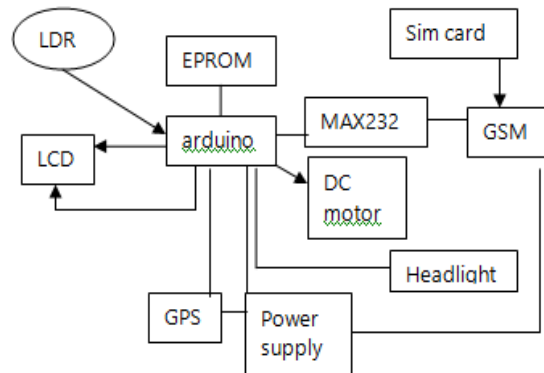 LDR
Sim card
EPROM
MAX232
GSM
arduino
LCD
DC
motor
Headlight
GPS
Power
supply